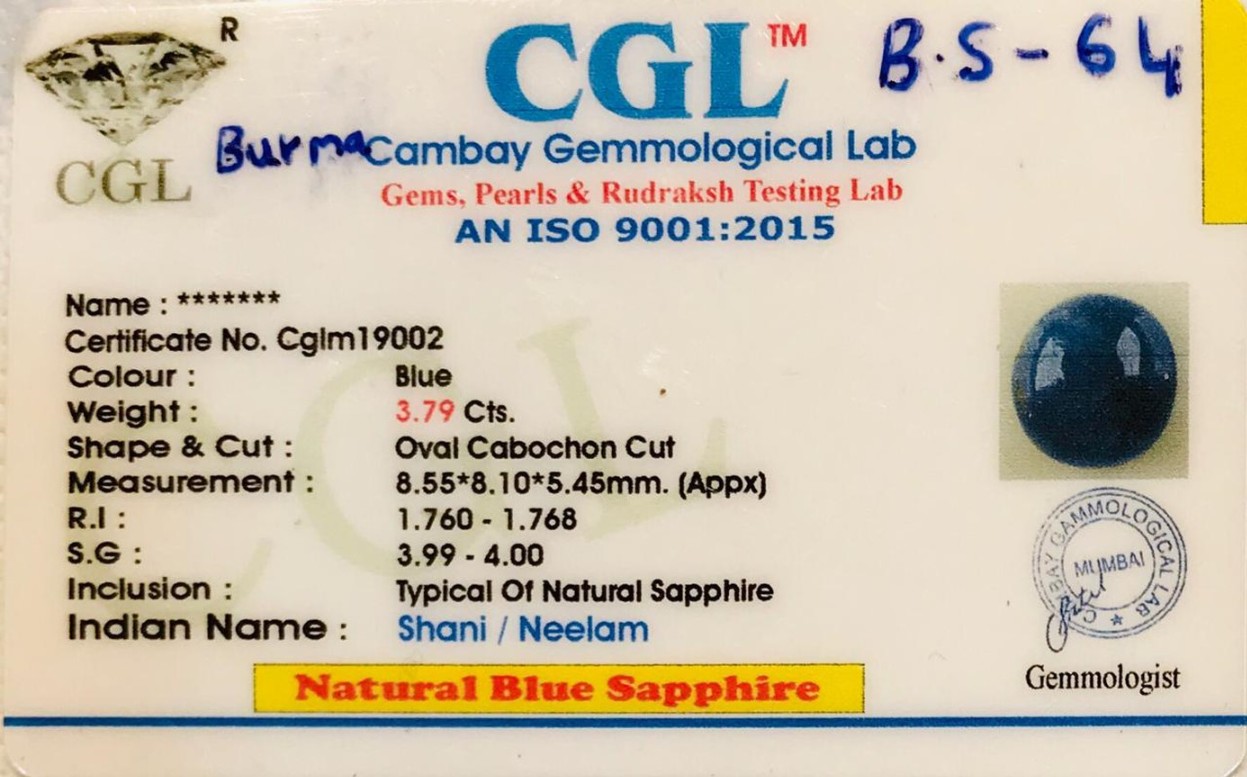 R
CGL
CGL™
B.S-64
Burma
Cambay Gemmological Lab
Gems, Pearls & Rudraksh Testing Lab
AN ISO 9001:2015
Name : *******
Certificate No. Cglm19002
Colour : Blue
Weight : 3.79 Cts.
Shape & Cut : Oval Cabochon Cut
Measurement : 8.55*8.10*5.45mm. (Appx)
R.I : 1.760 - 1.768
S.G : 3.99 - 4.00
Inclusion : Typical Of Natural Sapphire
Indian Name : Shani / Neelam
Natural Blue Sapphire
CAMBAY GAMMOLOGICAL LAB
MUMBAI
Gemmologist
CGL